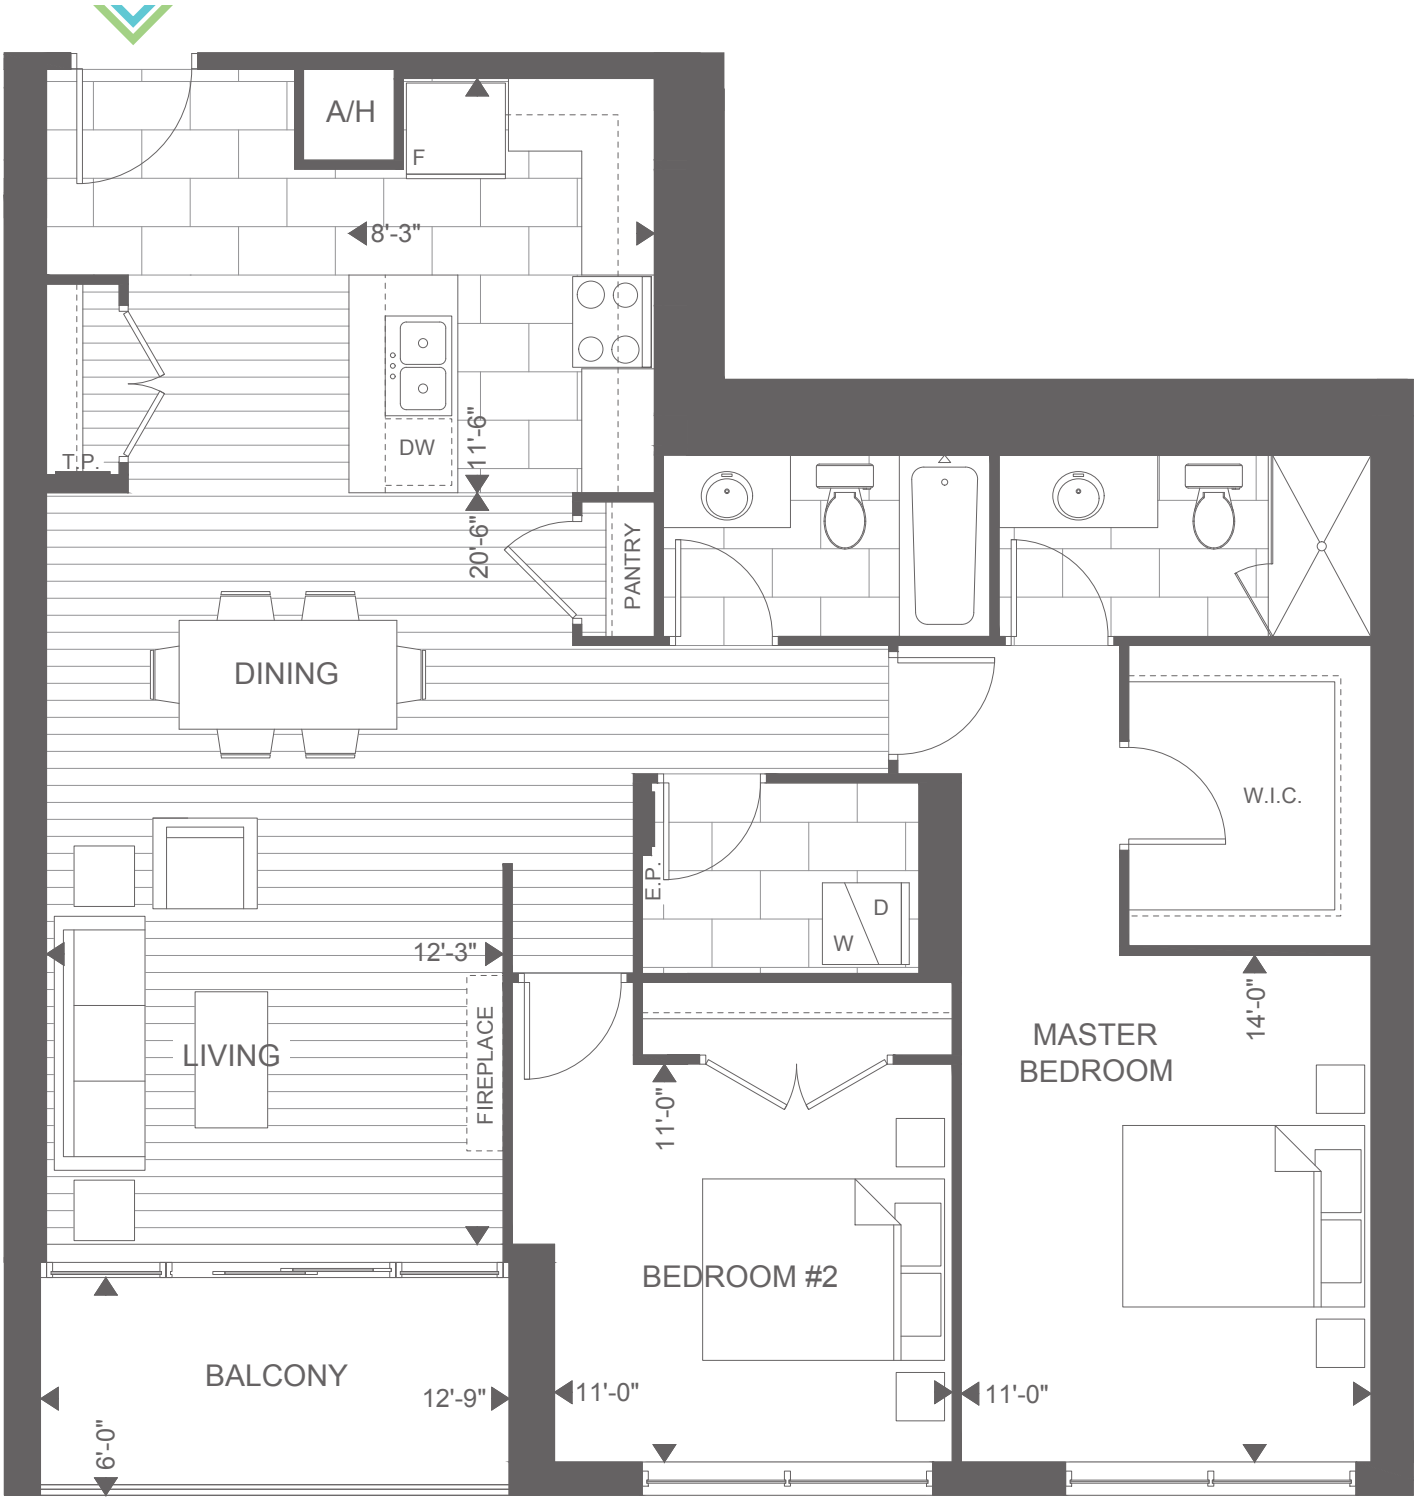 A/H
F
8'-3"
DW
11'-6"
T.P.
20'-6"
PANTRY
DINING
W.I.C.
E.P.
D
W
12'-3"
FIREPLACE
LIVING
14'-0"
MASTER
BEDROOM
11'-0"
BEDROOM #2
BALCONY
12'-9"
11'-0"
11'-0"
6'-0"